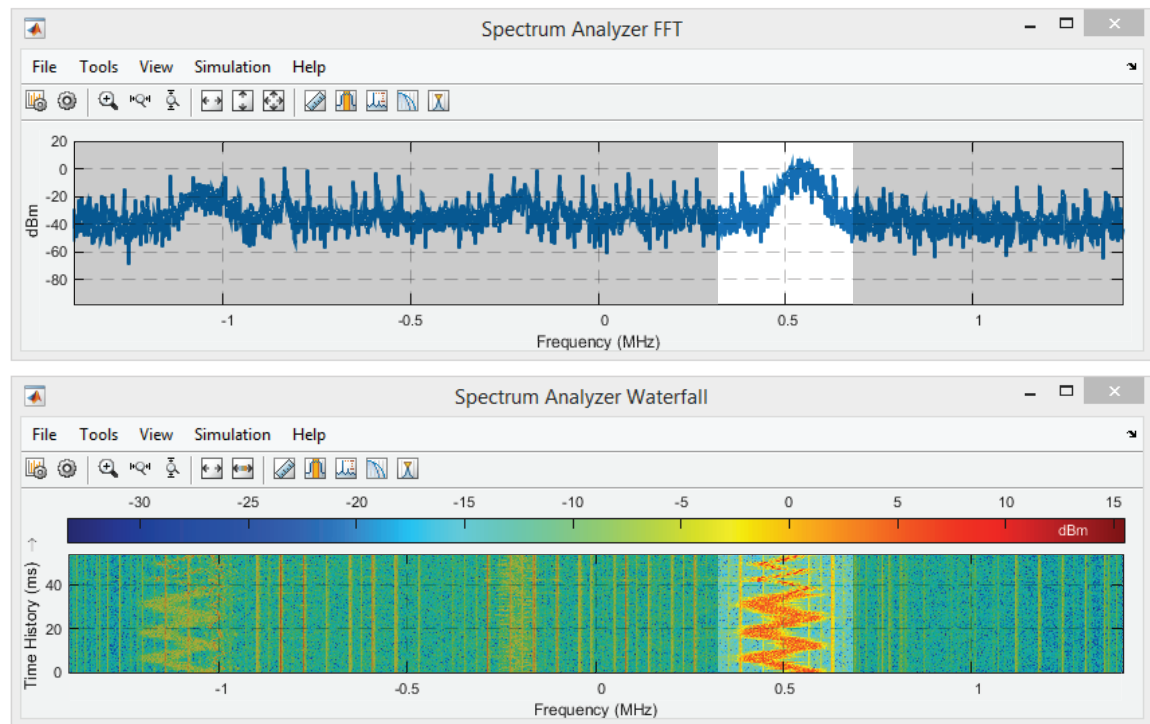 Spectrum Analyzer FFT
File Tools View Simulation Help
20
0
-20
-40
-60
-80
dBm
-1 -0.5 0 0.5 1
Frequency (MHz)
Spectrum Analyzer Waterfall
File Tools View Simulation Help
-30 -25 -20 -15 -10 -5 0 5 10 15
dBm
Time History (ms) →
40
20
0
-1 -0.5 0 0.5 1
Frequency (MHz)